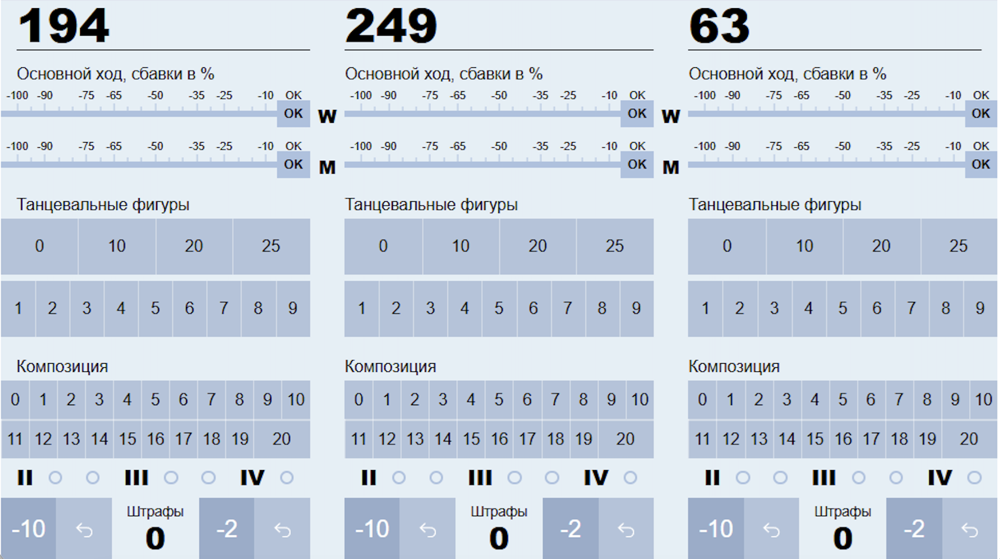 194 249 63
Основной ход, сбавки в % Основной ход, сбавки в % Основной ход, сбавки в %
-100 -90 -75 -65 -50 -35 -25 -10 OK -100 -90 -75 -65 -50 -35 -25 -10 OK -100 -90 -75 -65 -50 -35 -25 -10 OK
OK W OK W OK
-100 -90 -75 -65 -50 -35 -25 -10 OK -100 -90 -75 -65 -50 -35 -25 -10 OK -100 -90 -75 -65 -50 -35 -25 -10 OK
OK M OK M OK
Танцевальные фигуры Танцевальные фигуры Танцевальные фигуры
0 10 20 25 0 10 20 25 0 10 20 25
1 2 3 4 5 6 7 8 9 1 2 3 4 5 6 7 8 9 1 2 3 4 5 6 7 8 9
Композиция Композиция Композиция
0 1 2 3 4 5 6 7 8 9 10 0 1 2 3 4 5 6 7 8 9 10 0 1 2 3 4 5 6 7 8 9 10
11 12 13 14 15 16 17 18 19 20 11 12 13 14 15 16 17 18 19 20 11 12 13 14 15 16 17 18 19 20
II III IV II III IV II III IV
Штрафы Штрафы Штрафы
-10 0 -2 -10 0 -2 -10 0 -2